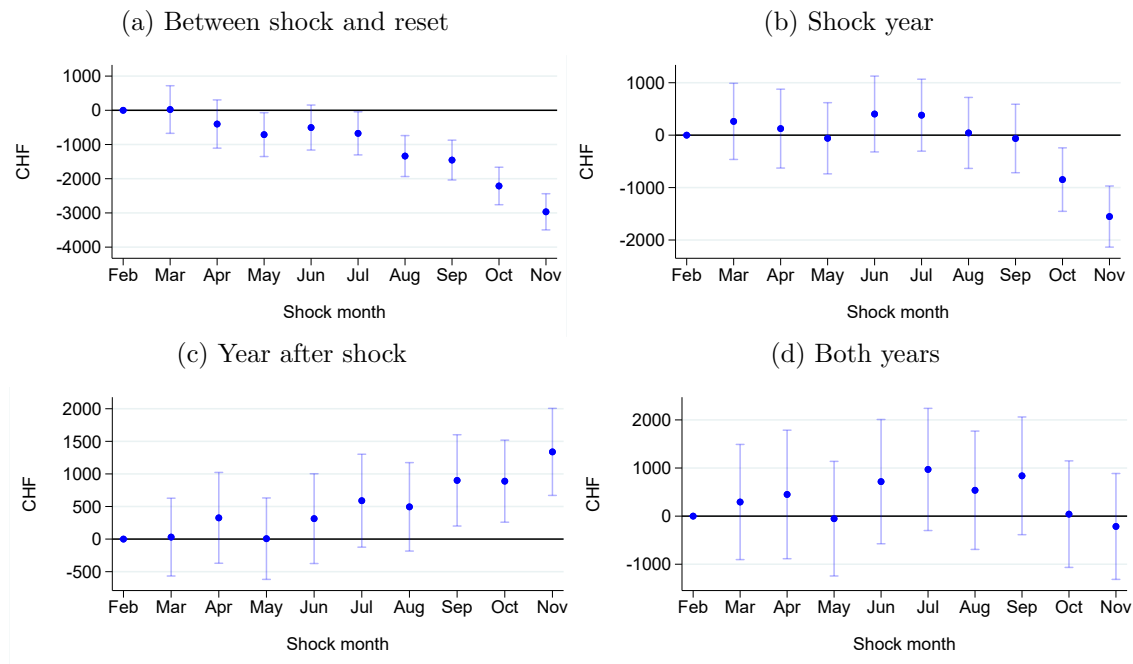 (a) Between shock and reset
1000
0
-1000
-2000
-3000
-4000
CHF
Feb Mar Apr May Jun Jul Aug Sep Oct Nov
Shock month
(b) Shock year
1000
0
-1000
-2000
CHF
Feb Mar Apr May Jun Jul Aug Sep Oct Nov
Shock month
(c) Year after shock
2000
1500
1000
500
0
-500
CHF
Feb Mar Apr May Jun Jul Aug Sep Oct Nov
Shock month
(d) Both years
2000
1000
0
-1000
CHF
Feb Mar Apr May Jun Jul Aug Sep Oct Nov
Shock month